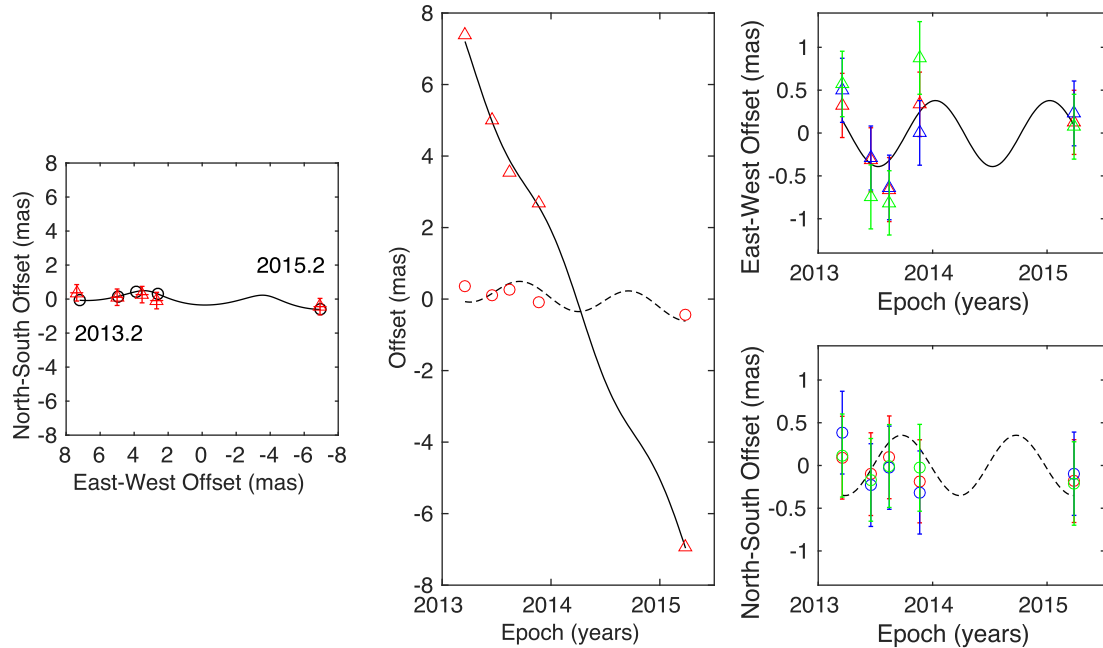 North-South Offset (mas)
8
6
4
2
0
-2
-4
-6
-8
2015.2
2013.2
8 6 4 2 0 -2 -4 -6 -8
East-West Offset (mas)
Offset (mas)
8
6
4
2
0
-2
-4
-6
-8
2013 2014 2015
Epoch (years)
East-West Offset (mas)
1
0.5
0
-0.5
-1
2013 2014 2015
Epoch (years)
North-South Offset (mas)
1
0.5
0
-0.5
-1
2013 2014 2015
Epoch (years)